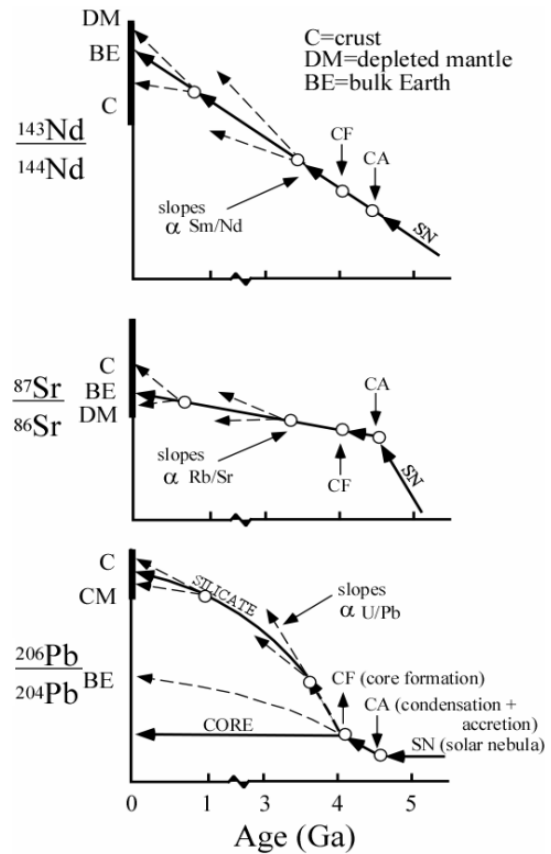 DM
BE
C
¹⁴³Nd
¹⁴⁴Nd
C=crust
DM=depleted mantle
BE=bulk Earth
CF
CA
slopes
α Sm/Nd
SN
⁸⁷Sr
⁸⁶Sr
C
BE
DM
CA
slopes
α Rb/Sr
CF
SN
C
CM
²⁰⁶Pb
²⁰⁴Pb
BE
SILICATE
slopes
α U/Pb
CF (core formation)
CA (condensation +
accretion)
CORE
SN (solar nebula)
0 1 3 4 5
Age (Ga)